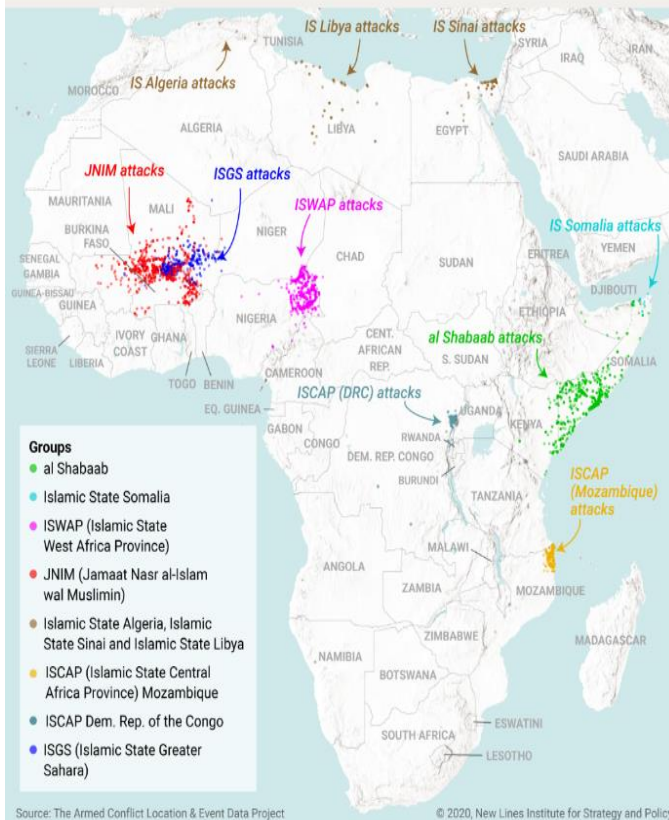 IS Libya attacks
IS Sinai attacks
TUNISIA
SYRIA
IRAN
IRAQ
IS Algeria attacks
MOROCCO
ALGERIA
LIBYA
EGYPT
SAUDI ARABIA
JNIM attacks
ISGS attacks
MAURITANIA
MALI
ISWAP attacks
IS Somalia attacks
BURKINA
FASO
NIGER
CHAD
SUDAN
ERITREA
YEMEN
SENEGAL
GAMBIA
GUINEA-BISSAU
GUINEA
DJIBOUTI
NIGERIA
ETHIOPIA
al Shabaab attacks
SOMALIA
IVORY
COAST
GHANA
CENT.
AFRICAN
REP.
S. SUDAN
SIERRA
LEONE
LIBERIA
TOGO
BENIN
CAMEROON
ISCAP (DRC) attacks
EQ. GUINEA
UGANDA
KENYA
GABON
CONGO
RWANDA
DEM. REP. CONGO
BURUNDI
ISCAP
(Mozambique)
attacks
TANZANIA
ANGOLA
MALAWI
ZAMBIA
MOZAMBIQUE
ZIMBABWE
MADAGASCAR
NAMIBIA
BOTSWANA
ESWATINI
SOUTH AFRICA
LESOTHO
Groups
al Shabaab
Islamic State Somalia
ISWAP (Islamic State
West Africa Province)
JNIM (Jamaat Nasr al-Islam
wal Muslimin)
Islamic State Algeria, Islamic
State Sinai and Islamic State Libya
ISCAP (Islamic State Central
Africa Province) Mozambique
ISCAP Dem. Rep. of the Congo
ISGS (Islamic State Greater
Sahara)
Source: The Armed Conflict Location & Event Data Project
© 2020, New Lines Institute for Strategy and Policy